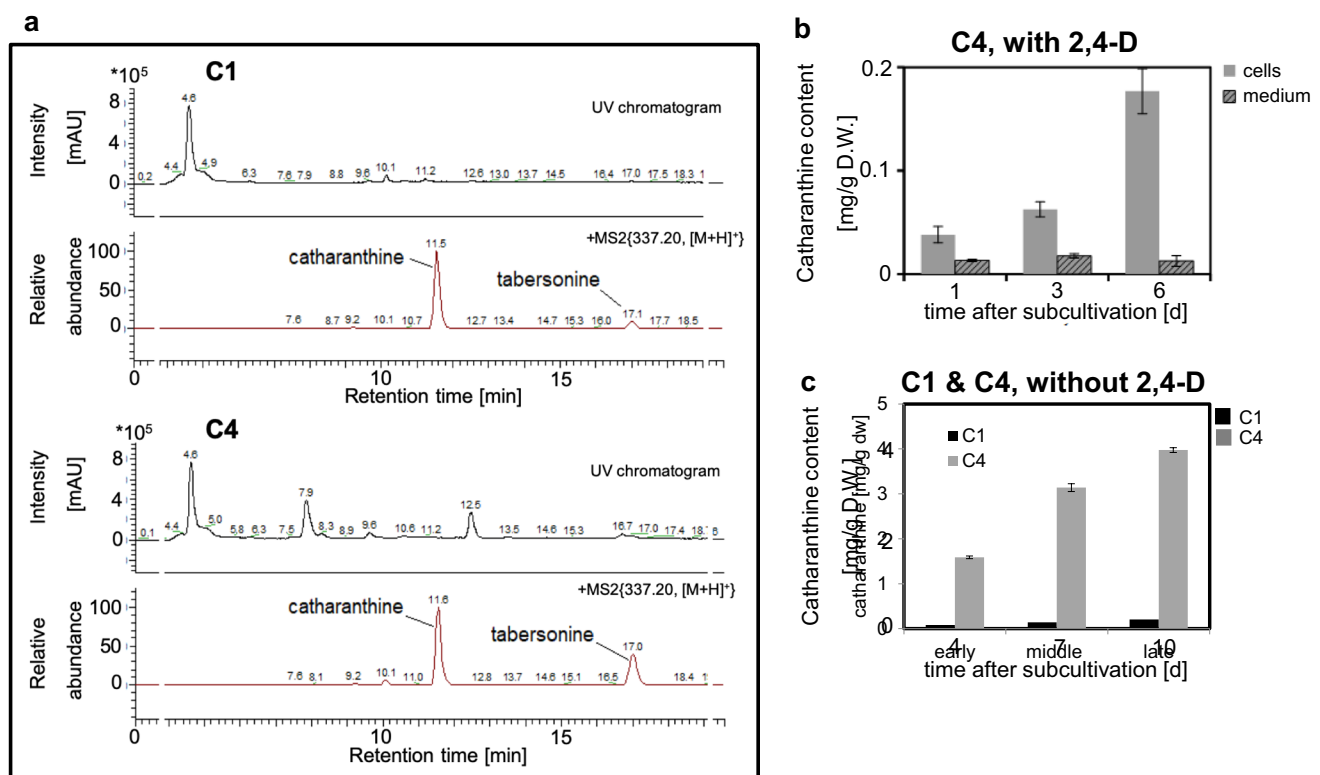 a
C1
*10⁵
Intensity
[mAU]
8
4
0
UV chromatogram
0.2 4.4 4.6 4.9 6.3 7.6 7.9 8.8 9.6 10.1 11.2 12.6 13.0 13.7 14.5 16.4 17.0 17.5 18.3 1
Relative
abundance
100
50
0
+MS2{337.20, [M+H]⁺}
catharanthine
tabersonine
7.6 8.7 9.2 10.1 10.7 11.5 12.7 13.4 14.7 15.3 16.0 17.1 17.7 18.5
0 10 15
Retention time [min]
C4
*10⁵
Intensity
[mAU]
8
4
0
UV chromatogram
0.1 4.4 4.6 5.0 5.8 6.3 7.5 7.9 8.3 8.9 9.6 10.6 11.2 12.5 13.5 14.6 15.3 16.7 17.0 17.4 18. 6
Relative
abundance
100
50
0
+MS2{337.20, [M+H]⁺}
catharanthine
tabersonine
7.6 8.1 9.2 10.1 11.0 11.6 12.8 13.7 14.6 15.1 16.5 17.0 18.4
0 10 15
Retention time [min]
b
C4, with 2,4-D
Catharanthine content
[mg/g D.W.]
0.2
0.1
0
cells
medium
1 3 6
time after subcultivation [d]
c
C1 & C4, without 2,4-D
Catharanthine content
[mg/g D.W.]
catharanthine [mg/g dw]
5
4
3
2
1
0
C1
C4
C1
C4
4 7 10
early middle late
time after subcultivation [d]